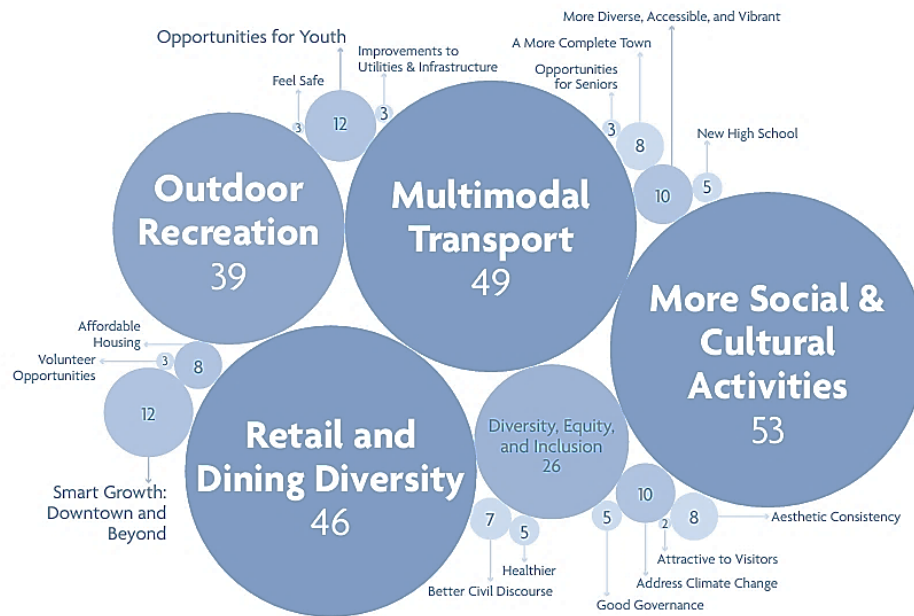 More Diverse, Accessible, and Vibrant
Opportunities for Youth
A More Complete Town
Improvements to
Utilities & Infrastructure
Feel Safe
Opportunities
for Seniors
3
12
3
3
8
New High School
10
5
Outdoor
Recreation
39
Multimodal
Transport
49
More Social &
Cultural
Activities
53
Affordable
Housing
Volunteer
Opportunities
3
8
12
Smart Growth:
Downtown and
Beyond
Retail and
Dining Diversity
46
Diversity, Equity,
and Inclusion
26
7
5
5
10
2
8
Aesthetic Consistency
Attractive to Visitors
Healthier
Address Climate Change
Better Civil Discourse
Good Governance